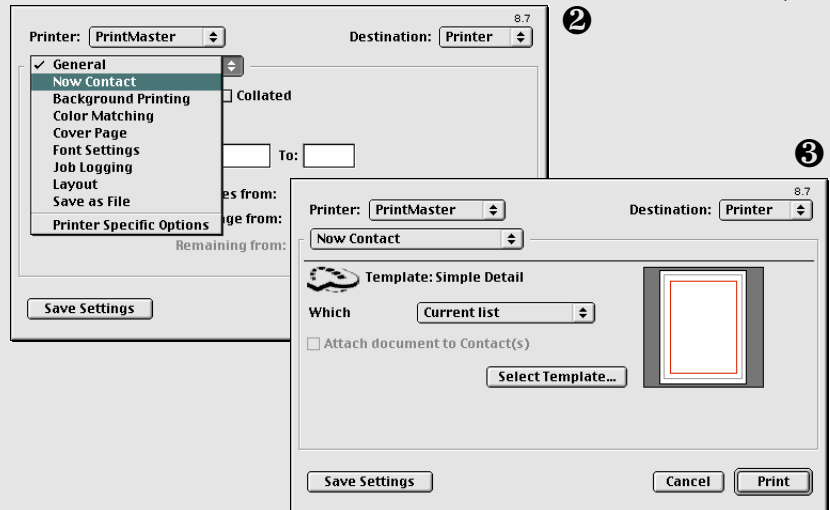 8.7
❷
Printer: PrintMaster Destination: Printer
✓ General
Now Contact
Background Printing
Collated
Color Matching
Cover Page
Font Settings
To:
Job Logging
Layout
Save as File
es from:
Printer Specific Options
ge from:
Remaining from:
Save Settings
❸
8.7
Printer: PrintMaster Destination: Printer
Now Contact
Template: Simple Detail
Which Current list
Attach document to Contact(s)
Select Template...
Save Settings Cancel Print